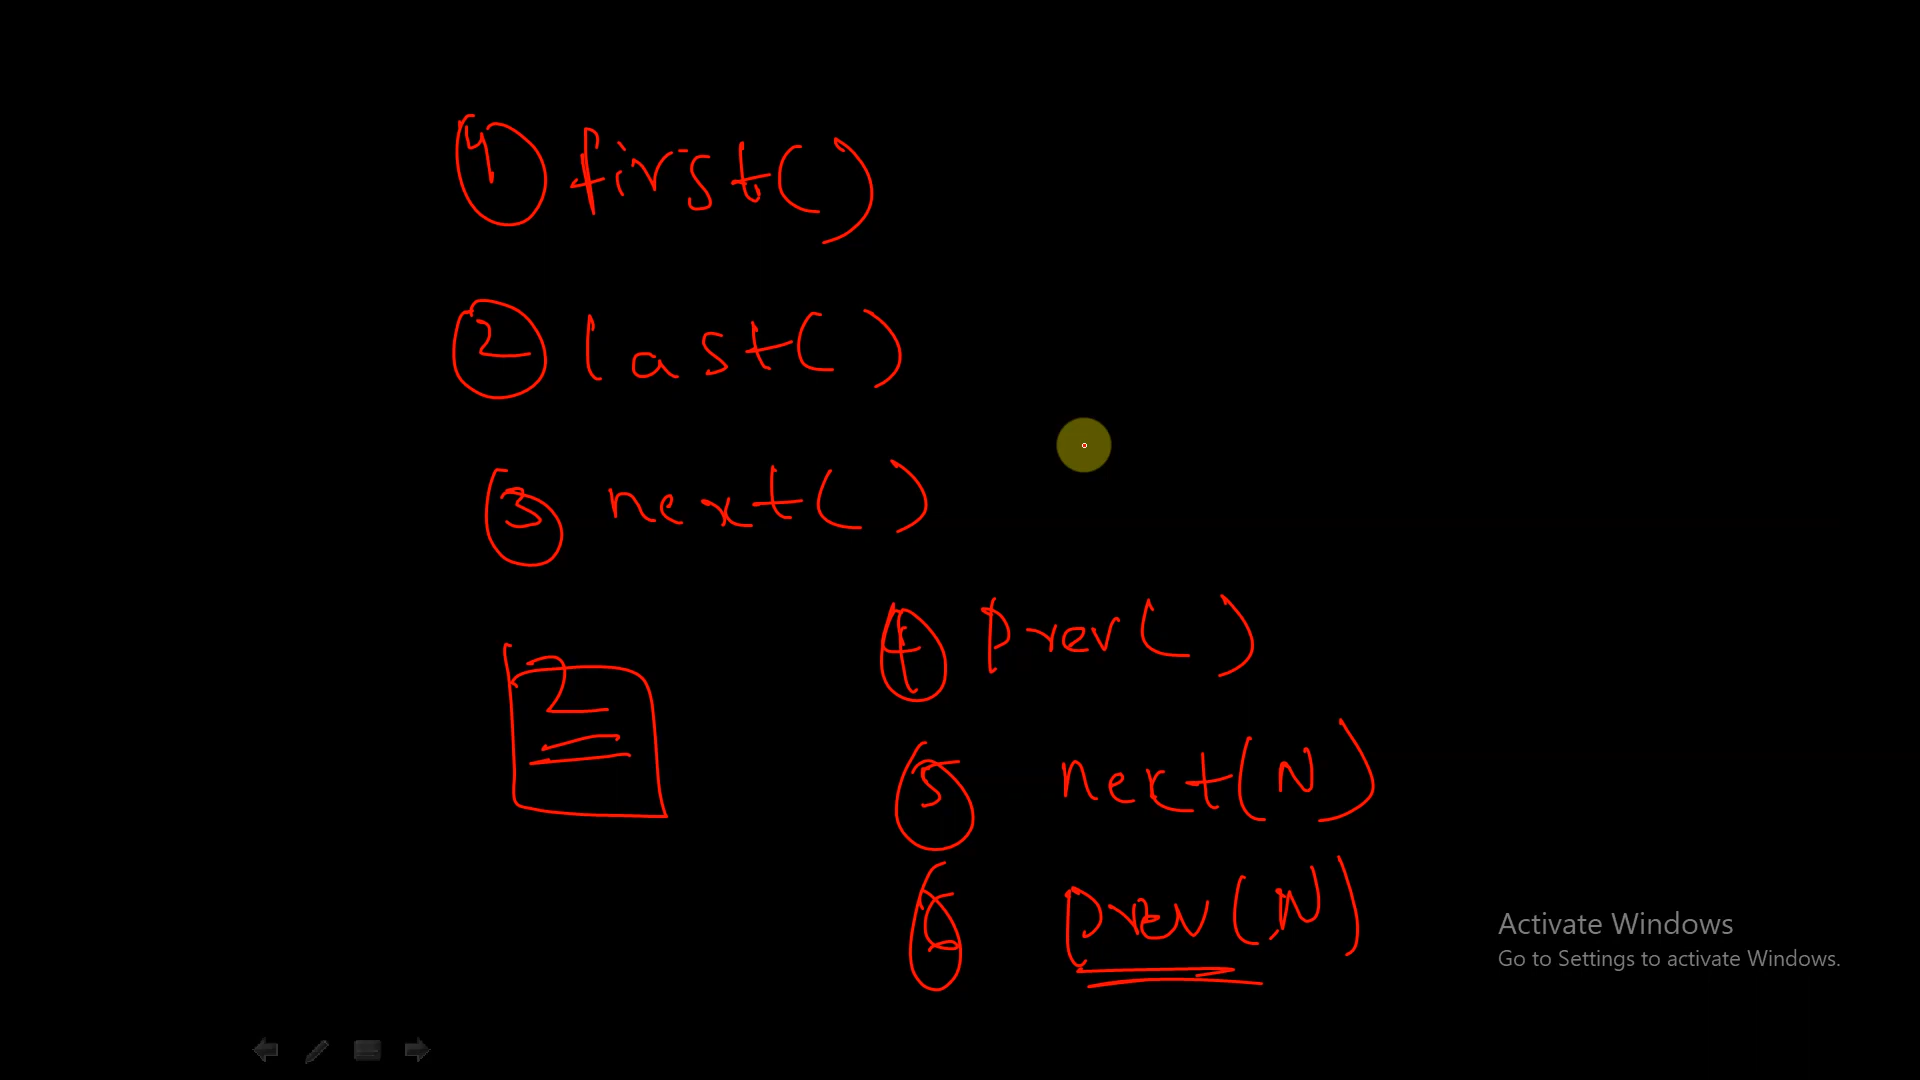 1 first()
2 last()
3 next()
4 prev()
2
5 next(N)
6 prev(N)
Activate Windows
Go to Settings to activate Windows.